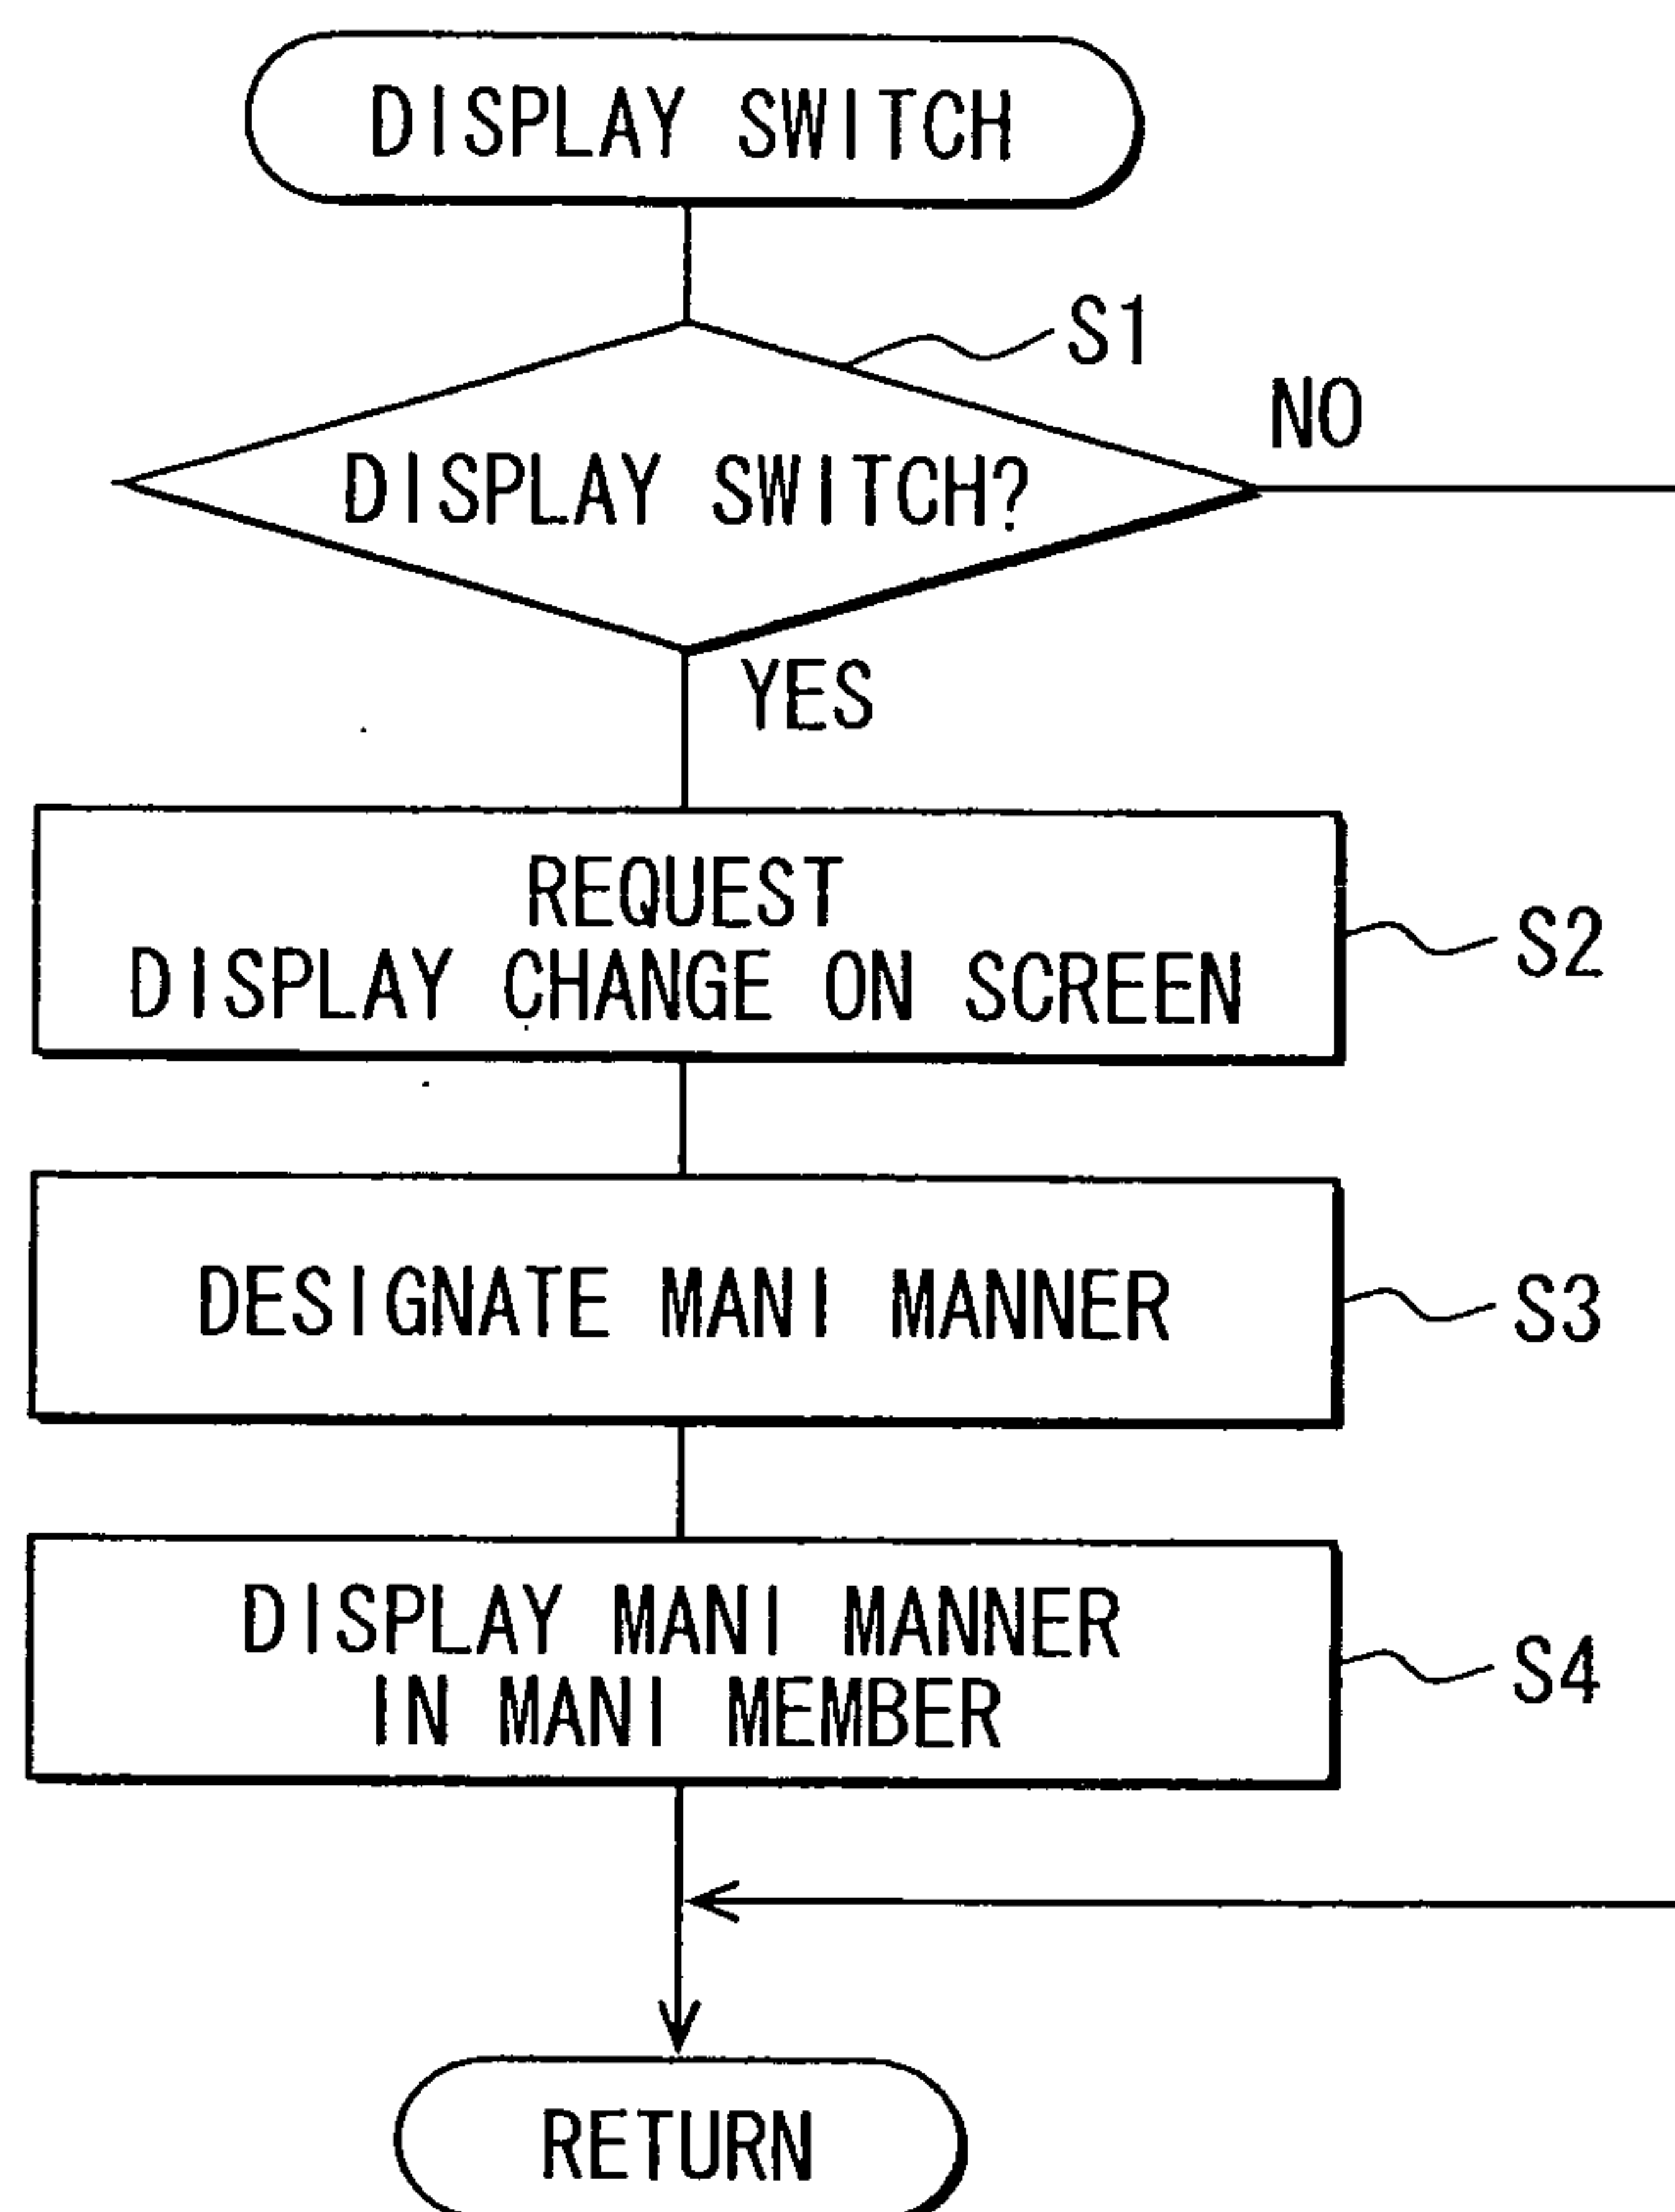 DISPLAY SWITCH
S1
NO
DISPLAY SWITCH?
YES
REQUEST
DISPLAY CHANGE ON SCREEN
S2
DESIGNATE MANI MANNER
S3
DISPLAY MANI MANNER
IN MANI MEMBER
S4
RETURN